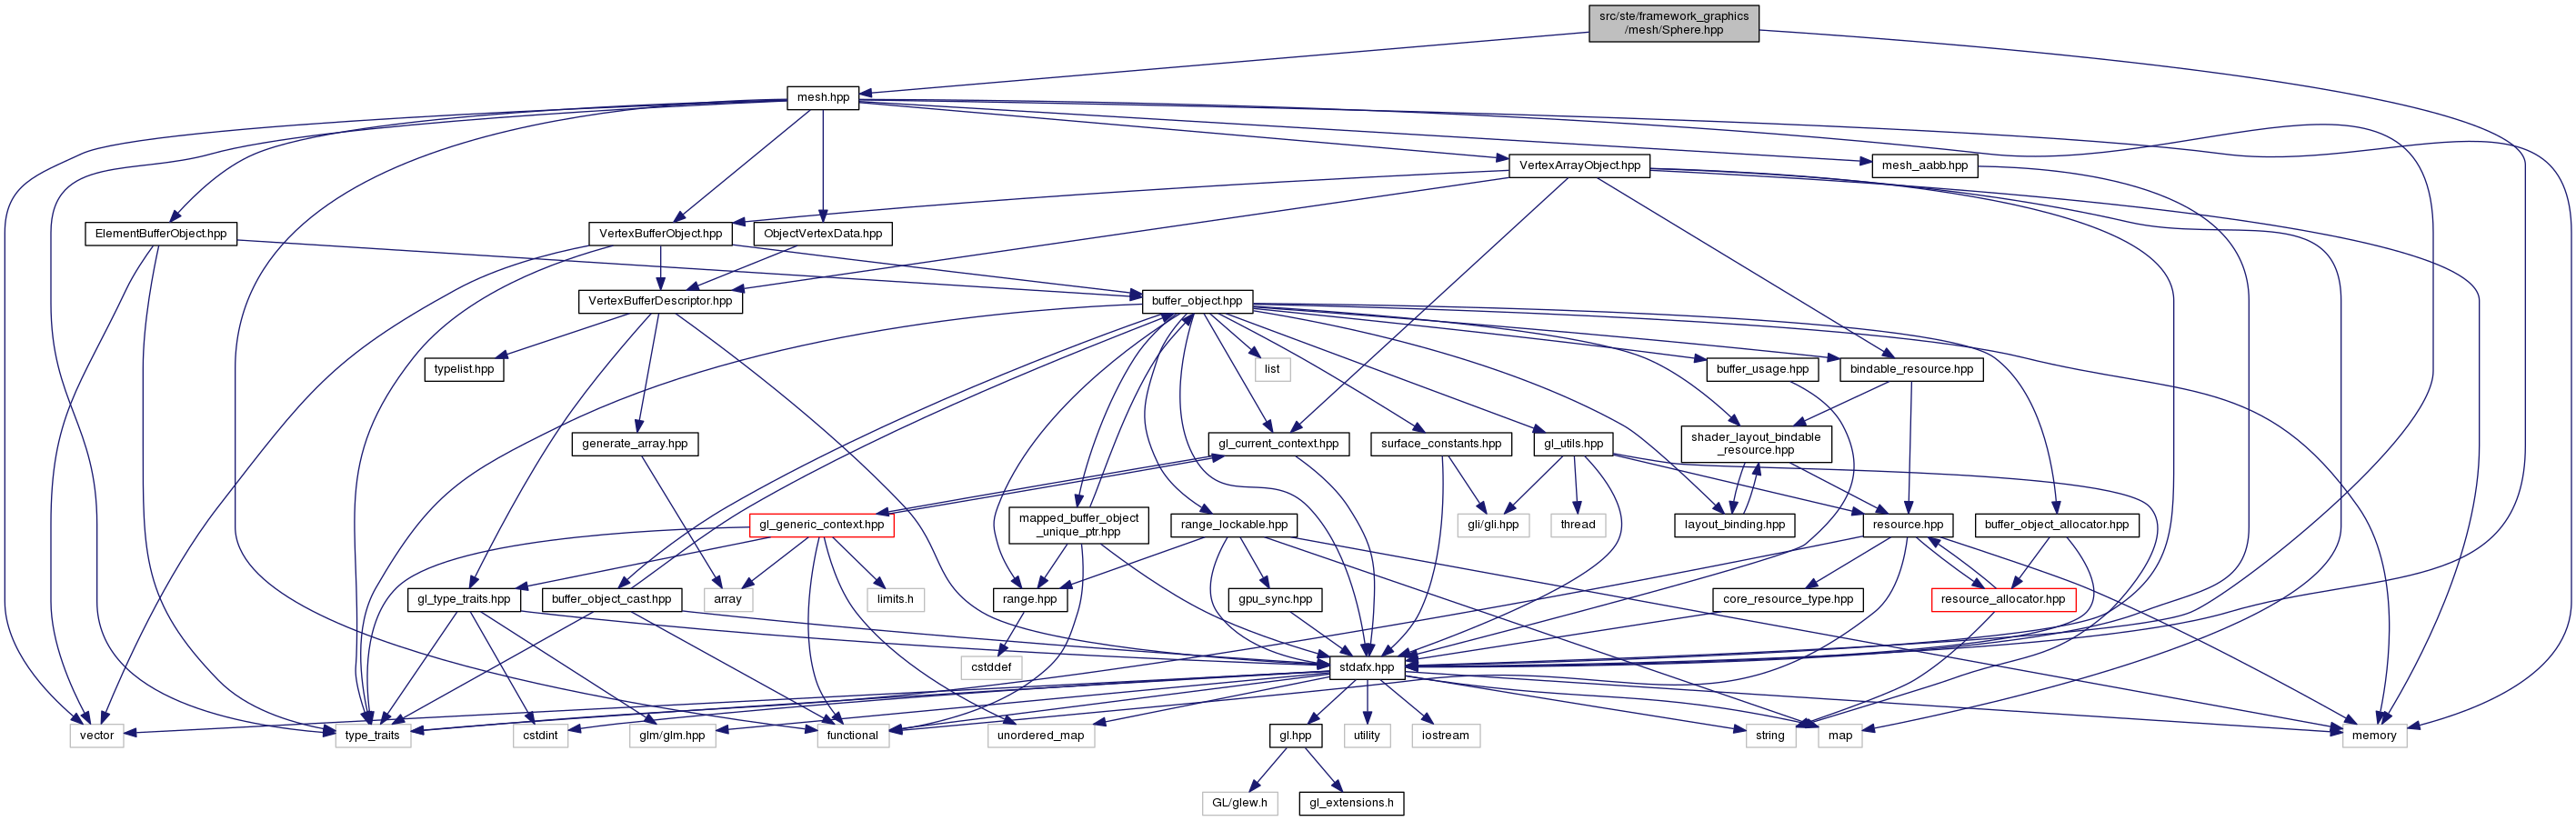 src/ste/framework_graphics
/mesh/Sphere.hpp
mesh.hpp
VertexArrayObject.hpp
mesh_aabb.hpp
ElementBufferObject.hpp
VertexBufferObject.hpp
ObjectVertexData.hpp
VertexBufferDescriptor.hpp
buffer_object.hpp
typelist.hpp
list
buffer_usage.hpp
bindable_resource.hpp
generate_array.hpp
gl_current_context.hpp
surface_constants.hpp
gl_utils.hpp
shader_layout_bindable
_resource.hpp
gl_generic_context.hpp
mapped_buffer_object
_unique_ptr.hpp
range_lockable.hpp
gli/gli.hpp
thread
layout_binding.hpp
resource.hpp
buffer_object_allocator.hpp
gl_type_traits.hpp
buffer_object_cast.hpp
array
limits.h
range.hpp
gpu_sync.hpp
core_resource_type.hpp
resource_allocator.hpp
cstddef
stdafx.hpp
vector
type_traits
cstdint
glm/glm.hpp
functional
unordered_map
gl.hpp
utility
iostream
string
map
memory
GL/glew.h
gl_extensions.h